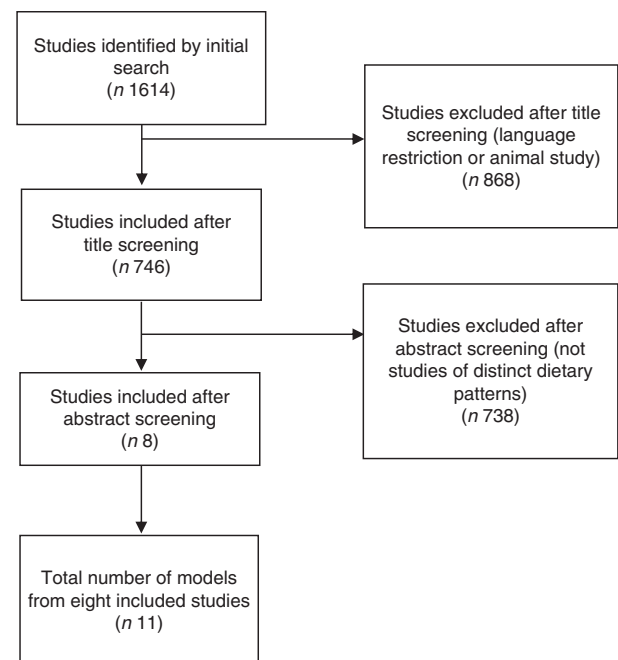 Studies identified by initial
search
(n 1614)
Studies excluded after title
screening (language
restriction or animal study)
(n 868)
Studies included after
title screening
(n 746)
Studies excluded after
abstract screening (not
studies of distinct dietary
patterns)
(n 738)
Studies included after
abstract screening
(n 8)
Total number of models
from eight included studies
(n 11)